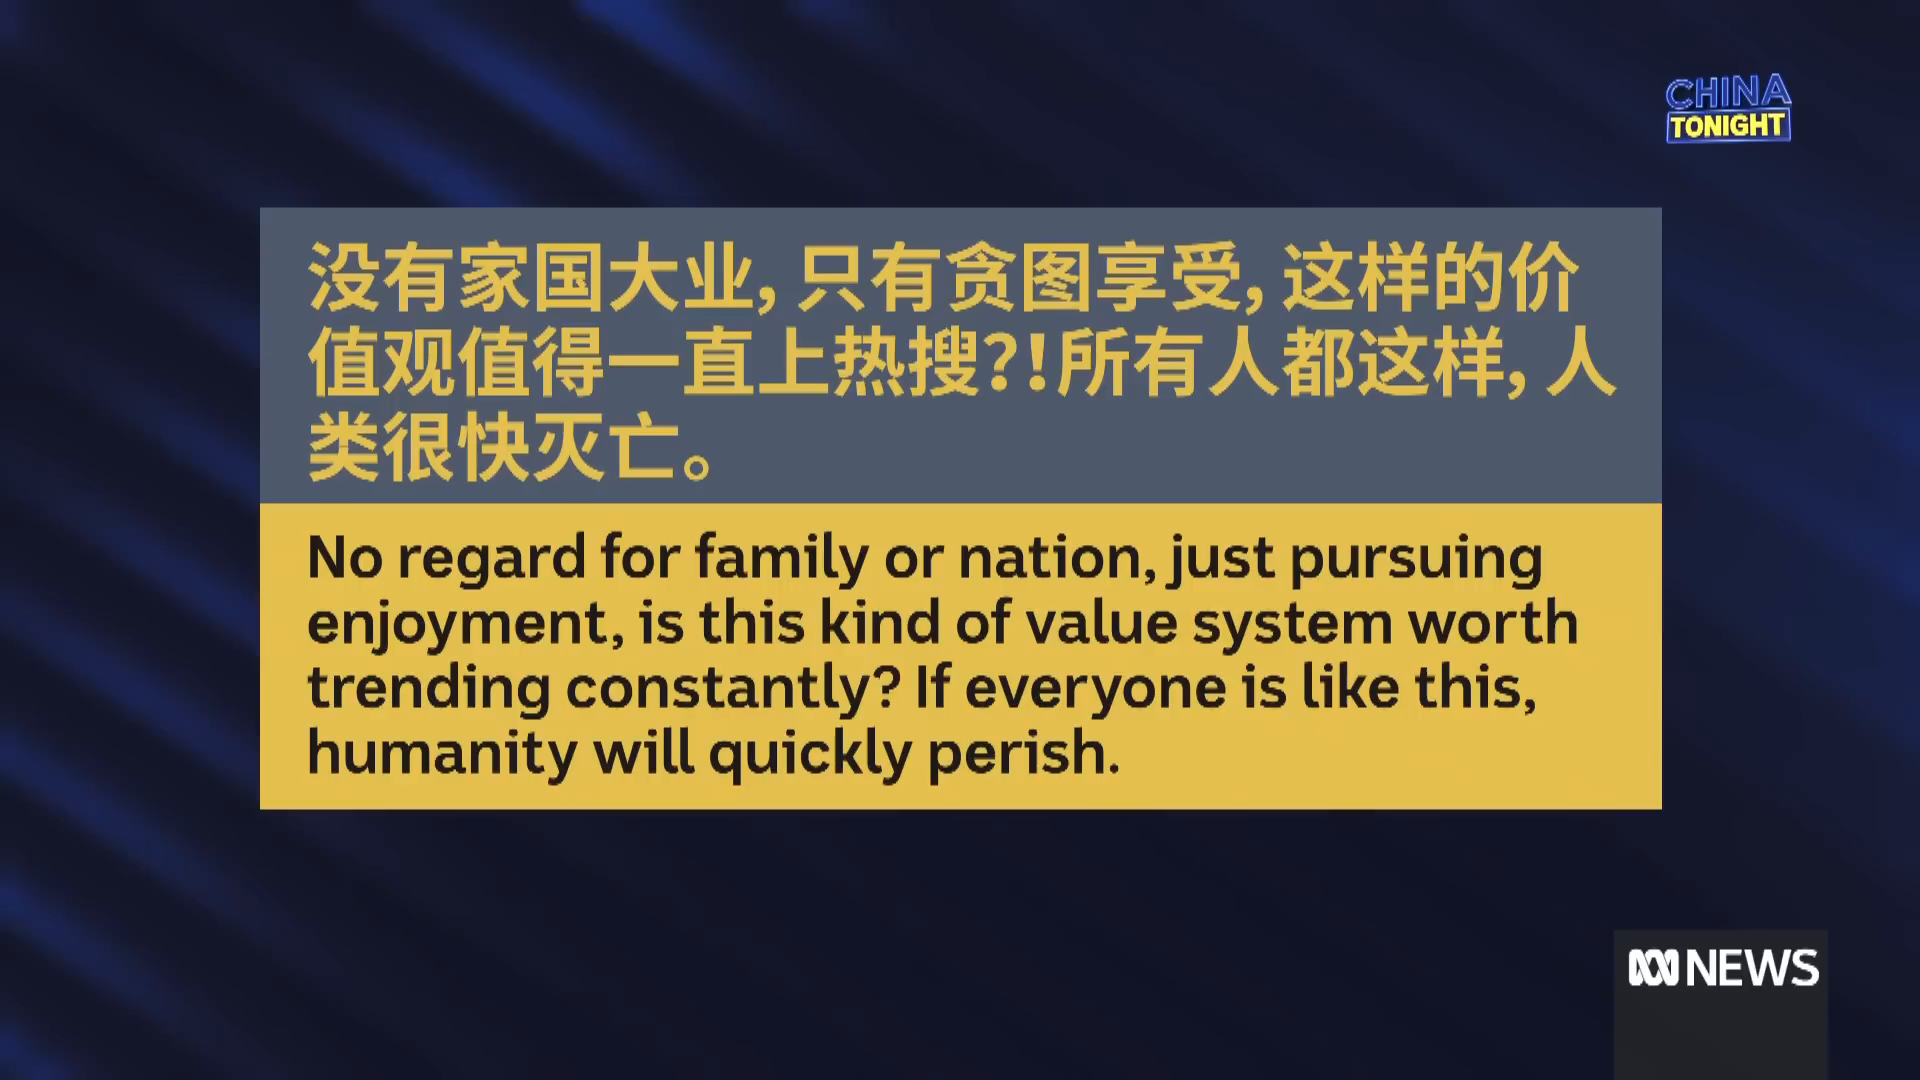 CHINA
TONIGHT
没有家国大业，只有贪图享受，这样的价
值观值得一直上热搜？！所有人都这样，人
类很快灭亡。
No regard for family or nation, just pursuing
enjoyment, is this kind of value system worth
trending constantly? If everyone is like this,
humanity will quickly perish.
NEWS